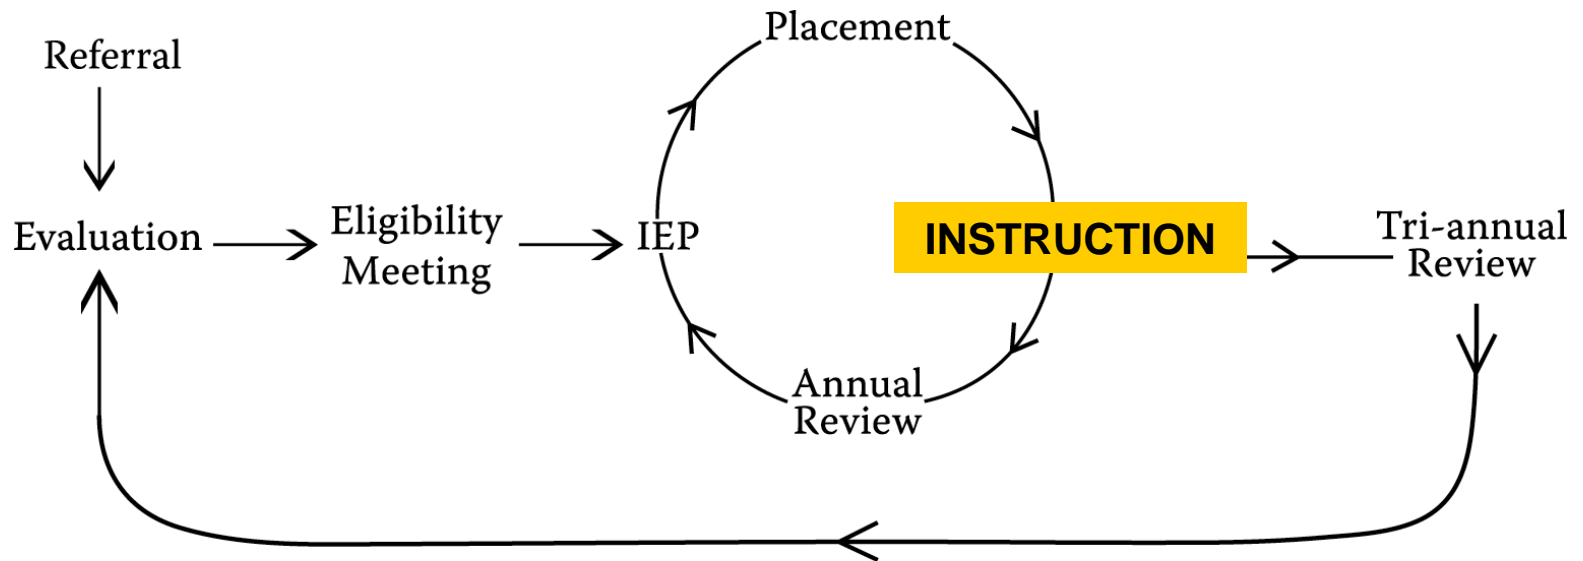 Referral
Evaluation
Eligibility
Meeting
IEP
Placement
INSTRUCTION
Annual
Review
Tri-annual
Review